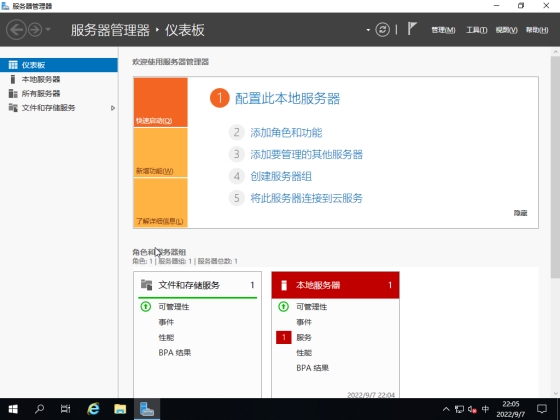 服务器管理器
服务器管理器 · 仪表板
管理(M) 工具(T) 视图(V) 帮助(H)
仪表板
本地服务器
所有服务器
文件和存储服务
欢迎使用服务器管理器
快速启动(Q)
新增功能(W)
了解详细信息(L)
1 配置此本地服务器
2 添加角色和功能
3 添加要管理的其他服务器
4 创建服务器组
5 将此服务器连接到云服务
隐藏
角色和服务器组
角色: 1 | 服务器组: 1 | 服务器总数: 1
文件和存储服务 1
可管理性
事件
性能
BPA 结果
本地服务器 1
可管理性
事件
1 服务
性能
BPA 结果
2022/9/7 22:04
中
22:05
2022/9/7